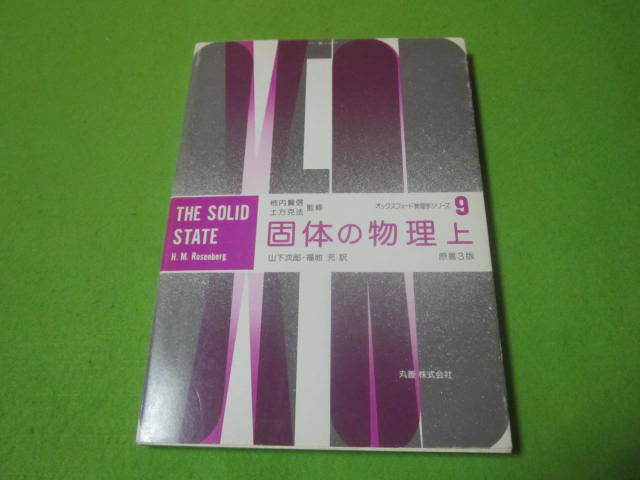 THE SOLID
STATE
H. M. Rosenberg
柿内賢信
土方克法 監修
オックスフォード物理学シリーズ 9
固体の物理 上
山下次郎・福地 充 訳
原書3版
丸善 株式会社